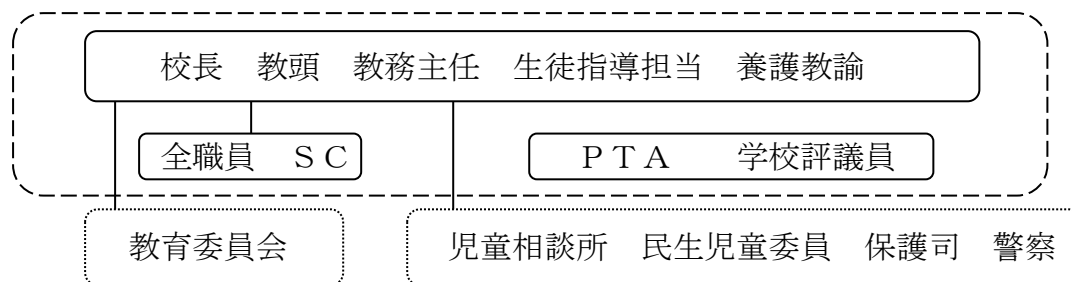 校長　教頭　教務主任　生徒指導担当　養護教諭
全職員　ＳＣ
ＰＴＡ　学校評議員
教育委員会
児童相談所　民生児童委員　保護司　警察